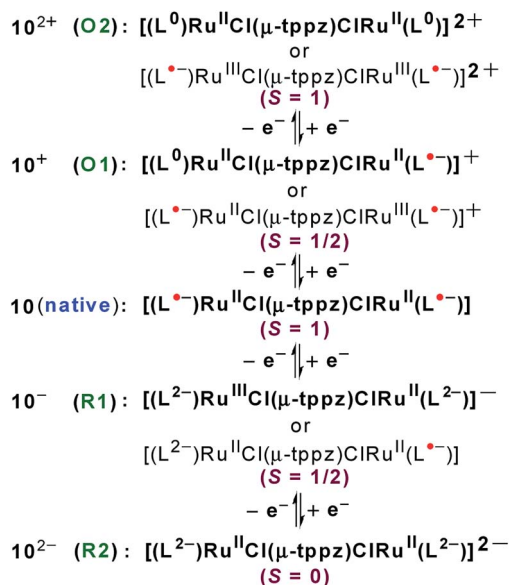 10²⁺ (O2): [(L⁰)RuᴵᴵCl(μ-tppz)ClRuᴵᴵ(L⁰)]²⁺
or
[(L•⁻)RuᴵᴵᴵCl(μ-tppz)ClRuᴵᴵᴵ(L•⁻)]²⁺
(S = 1)
− e⁻ ⇅ + e⁻
10⁺ (O1): [(L⁰)RuᴵᴵCl(μ-tppz)ClRuᴵᴵ(L•⁻)]⁺
or
[(L•⁻)RuᴵᴵCl(μ-tppz)ClRuᴵᴵᴵ(L•⁻)]⁺
(S = 1/2)
− e⁻ ⇅ + e⁻
10(native): [(L•⁻)RuᴵᴵCl(μ-tppz)ClRuᴵᴵ(L•⁻)]
(S = 1)
− e⁻ ⇅ + e⁻
10⁻ (R1): [(L²⁻)RuᴵᴵᴵCl(μ-tppz)ClRuᴵᴵ(L²⁻)]⁻
or
[(L²⁻)RuᴵᴵCl(μ-tppz)ClRuᴵᴵ(L•⁻)]
(S = 1/2)
− e⁻ ⇅ + e⁻
10²⁻ (R2): [(L²⁻)RuᴵᴵCl(μ-tppz)ClRuᴵᴵ(L²⁻)]²⁻
(S = 0)